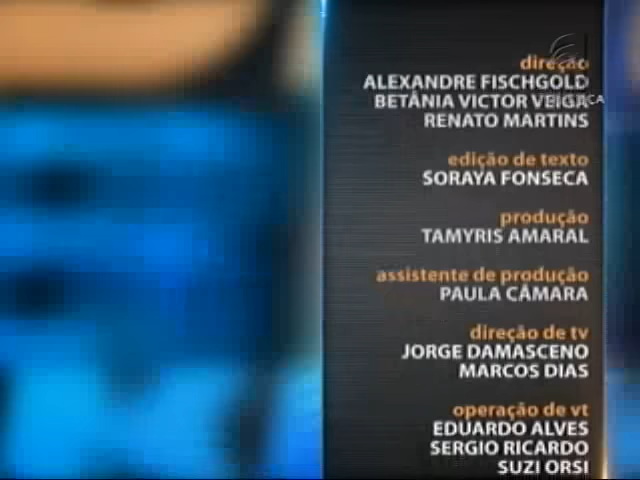 direção
ALEXANDRE FISCHGOLD
BETÂNIA VICTOR VEIGA
RENATO MARTINS
edição de texto
SORAYA FONSECA
produção
TAMYRIS AMARAL
assistente de produção
PAULA CÂMARA
direção de tv
JORGE DAMASCENO
MARCOS DIAS
operação de vt
EDUARDO ALVES
SERGIO RICARDO
SUZI ORSI